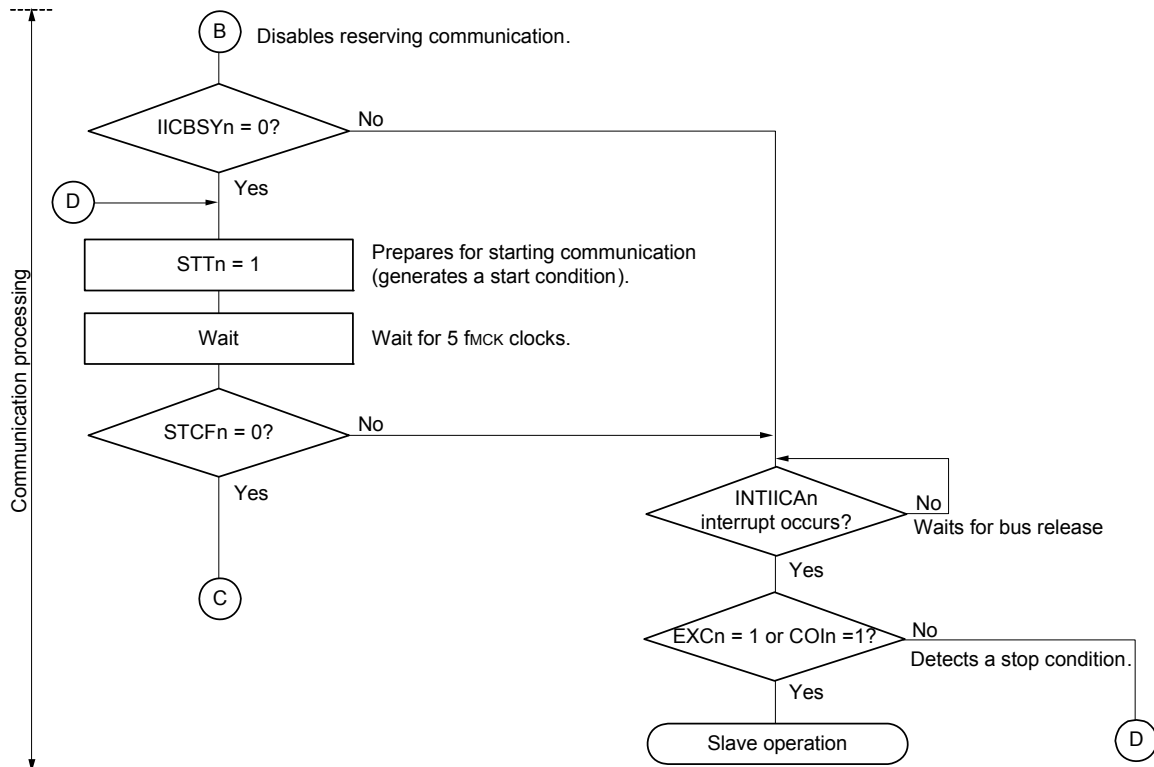 B
Disables reserving communication.
IICBSYn = 0?
No
Yes
D
STTn = 1
Prepares for starting communication
(generates a start condition).
Wait
Wait for 5 fMCK clocks.
STCFn = 0?
No
Yes
C
INTIICAn
interrupt occurs?
No
Waits for bus release
Yes
EXCn = 1 or COIn =1?
No
Detects a stop condition.
Yes
Slave operation
D
Communication processing